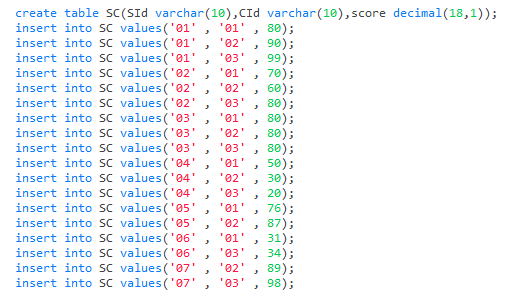 create table SC(SId varchar(10),CId varchar(10),score decimal(18,1));
insert into SC values('01' , '01' , 80);
insert into SC values('01' , '02' , 90);
insert into SC values('01' , '03' , 99);
insert into SC values('02' , '01' , 70);
insert into SC values('02' , '02' , 60);
insert into SC values('02' , '03' , 80);
insert into SC values('03' , '01' , 80);
insert into SC values('03' , '02' , 80);
insert into SC values('03' , '03' , 80);
insert into SC values('04' , '01' , 50);
insert into SC values('04' , '02' , 30);
insert into SC values('04' , '03' , 20);
insert into SC values('05' , '01' , 76);
insert into SC values('05' , '02' , 87);
insert into SC values('06' , '01' , 31);
insert into SC values('06' , '03' , 34);
insert into SC values('07' , '02' , 89);
insert into SC values('07' , '03' , 98);